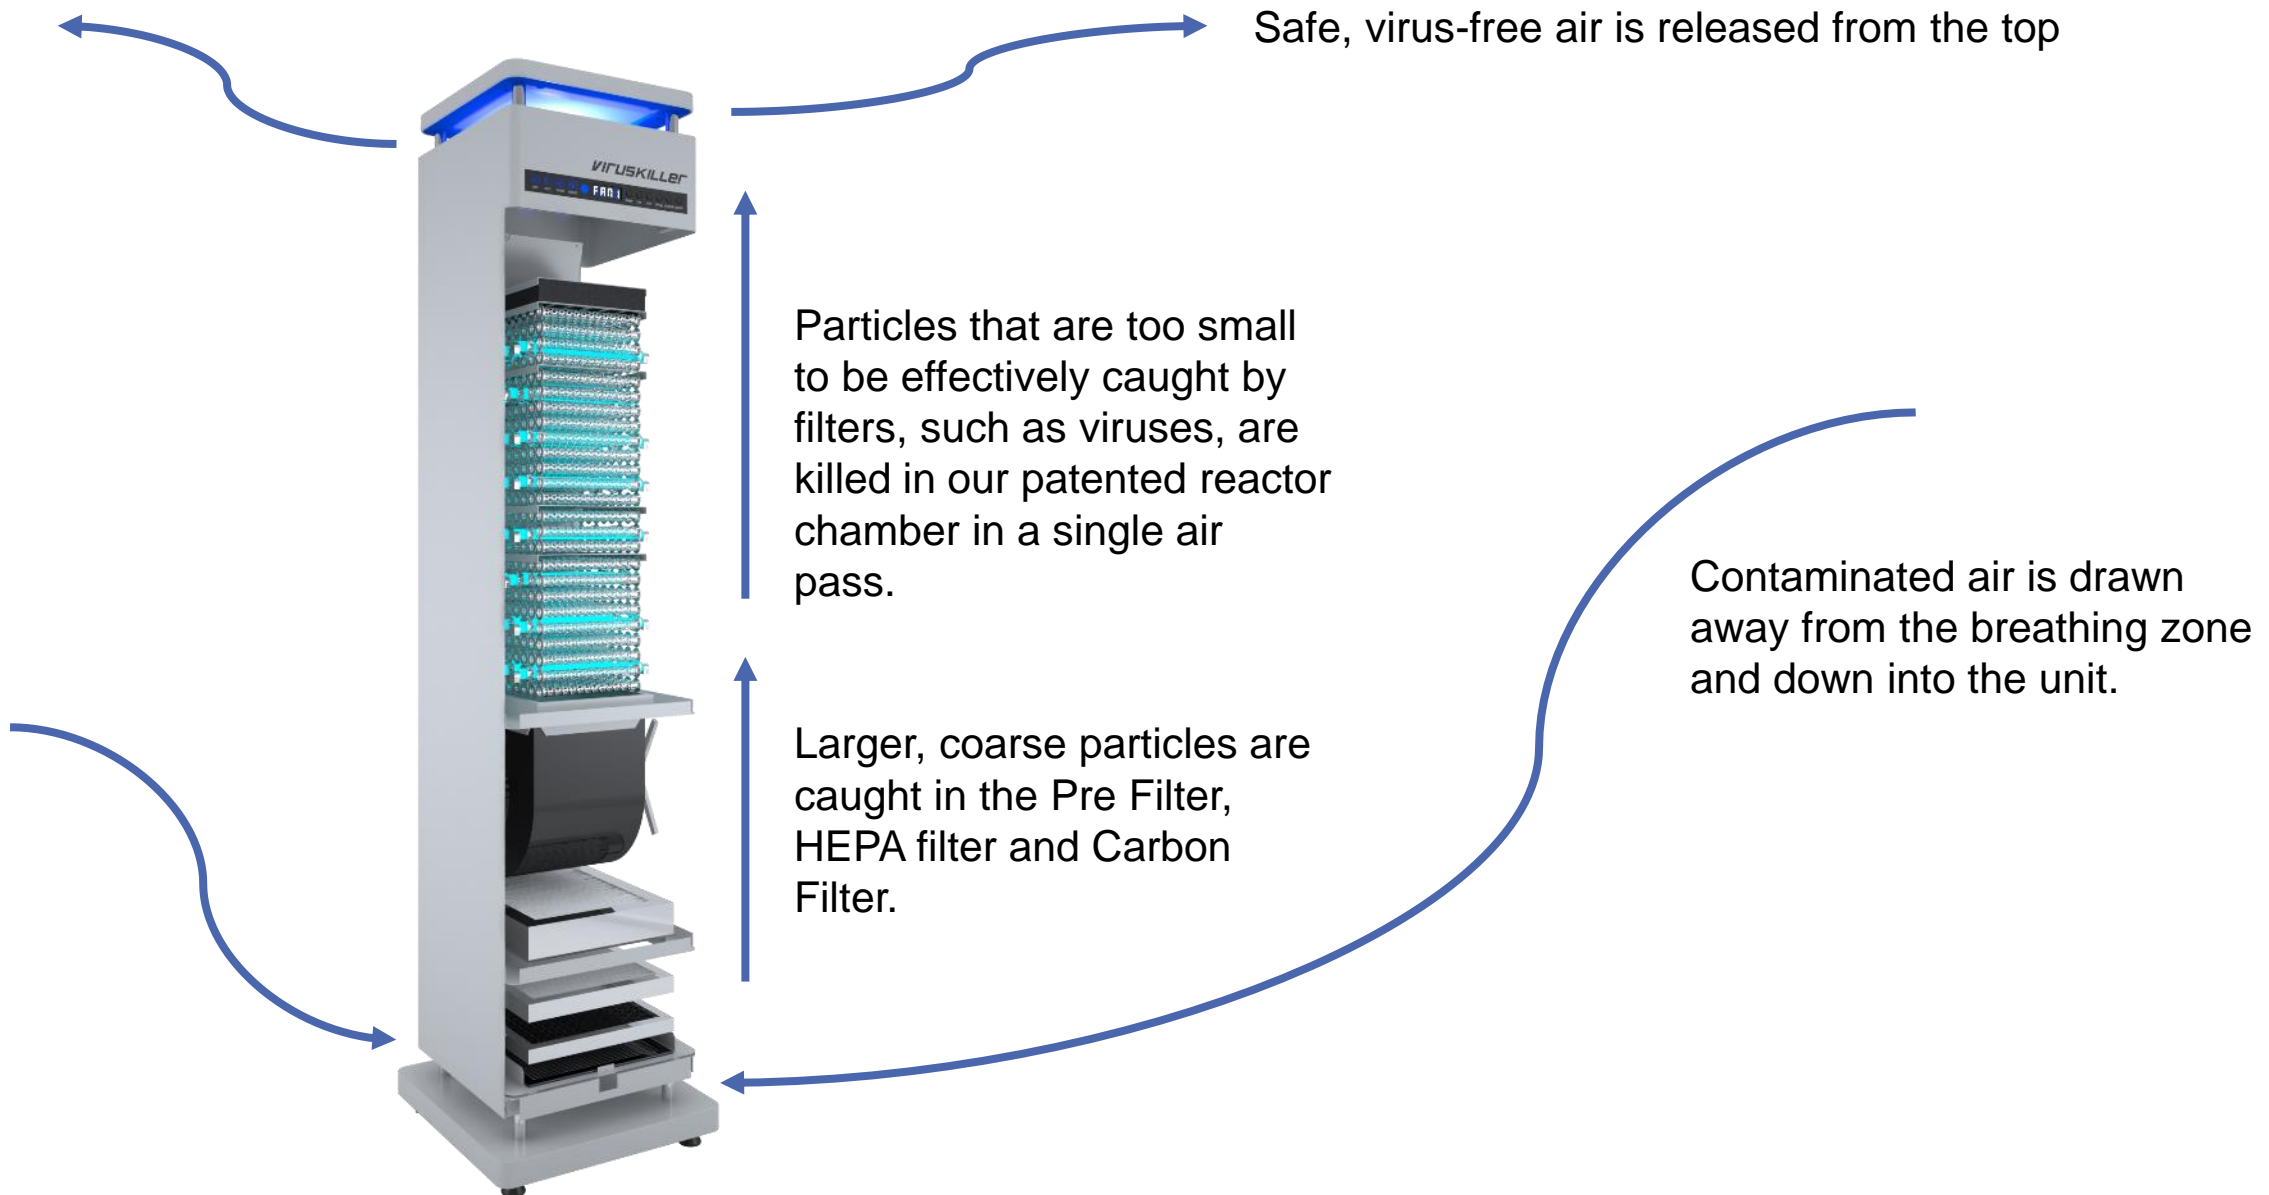 Safe, virus-free air is released from the top
VIrUSKILLer
FAN 1
Particles that are too small
to be effectively caught by
filters, such as viruses, are
killed in our patented reactor
chamber in a single air
pass.
Contaminated air is drawn
away from the breathing zone
and down into the unit.
Larger, coarse particles are
caught in the Pre Filter,
HEPA filter and Carbon
Filter.